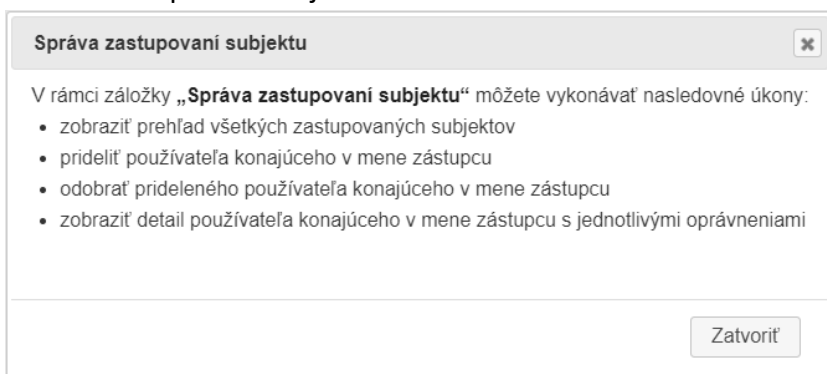 Správa zastupovaní subjektu
V rámci záložky „Správa zastupovaní subjektu“ môžete vykonávať nasledovné úkony:
• zobraziť prehľad všetkých zastupovaných subjektov
• prideliť používateľa konajúceho v mene zástupcu
• odobrať prideleného používateľa konajúceho v mene zástupcu
• zobraziť detail používateľa konajúceho v mene zástupcu s jednotlivými oprávneniami
Zatvoriť